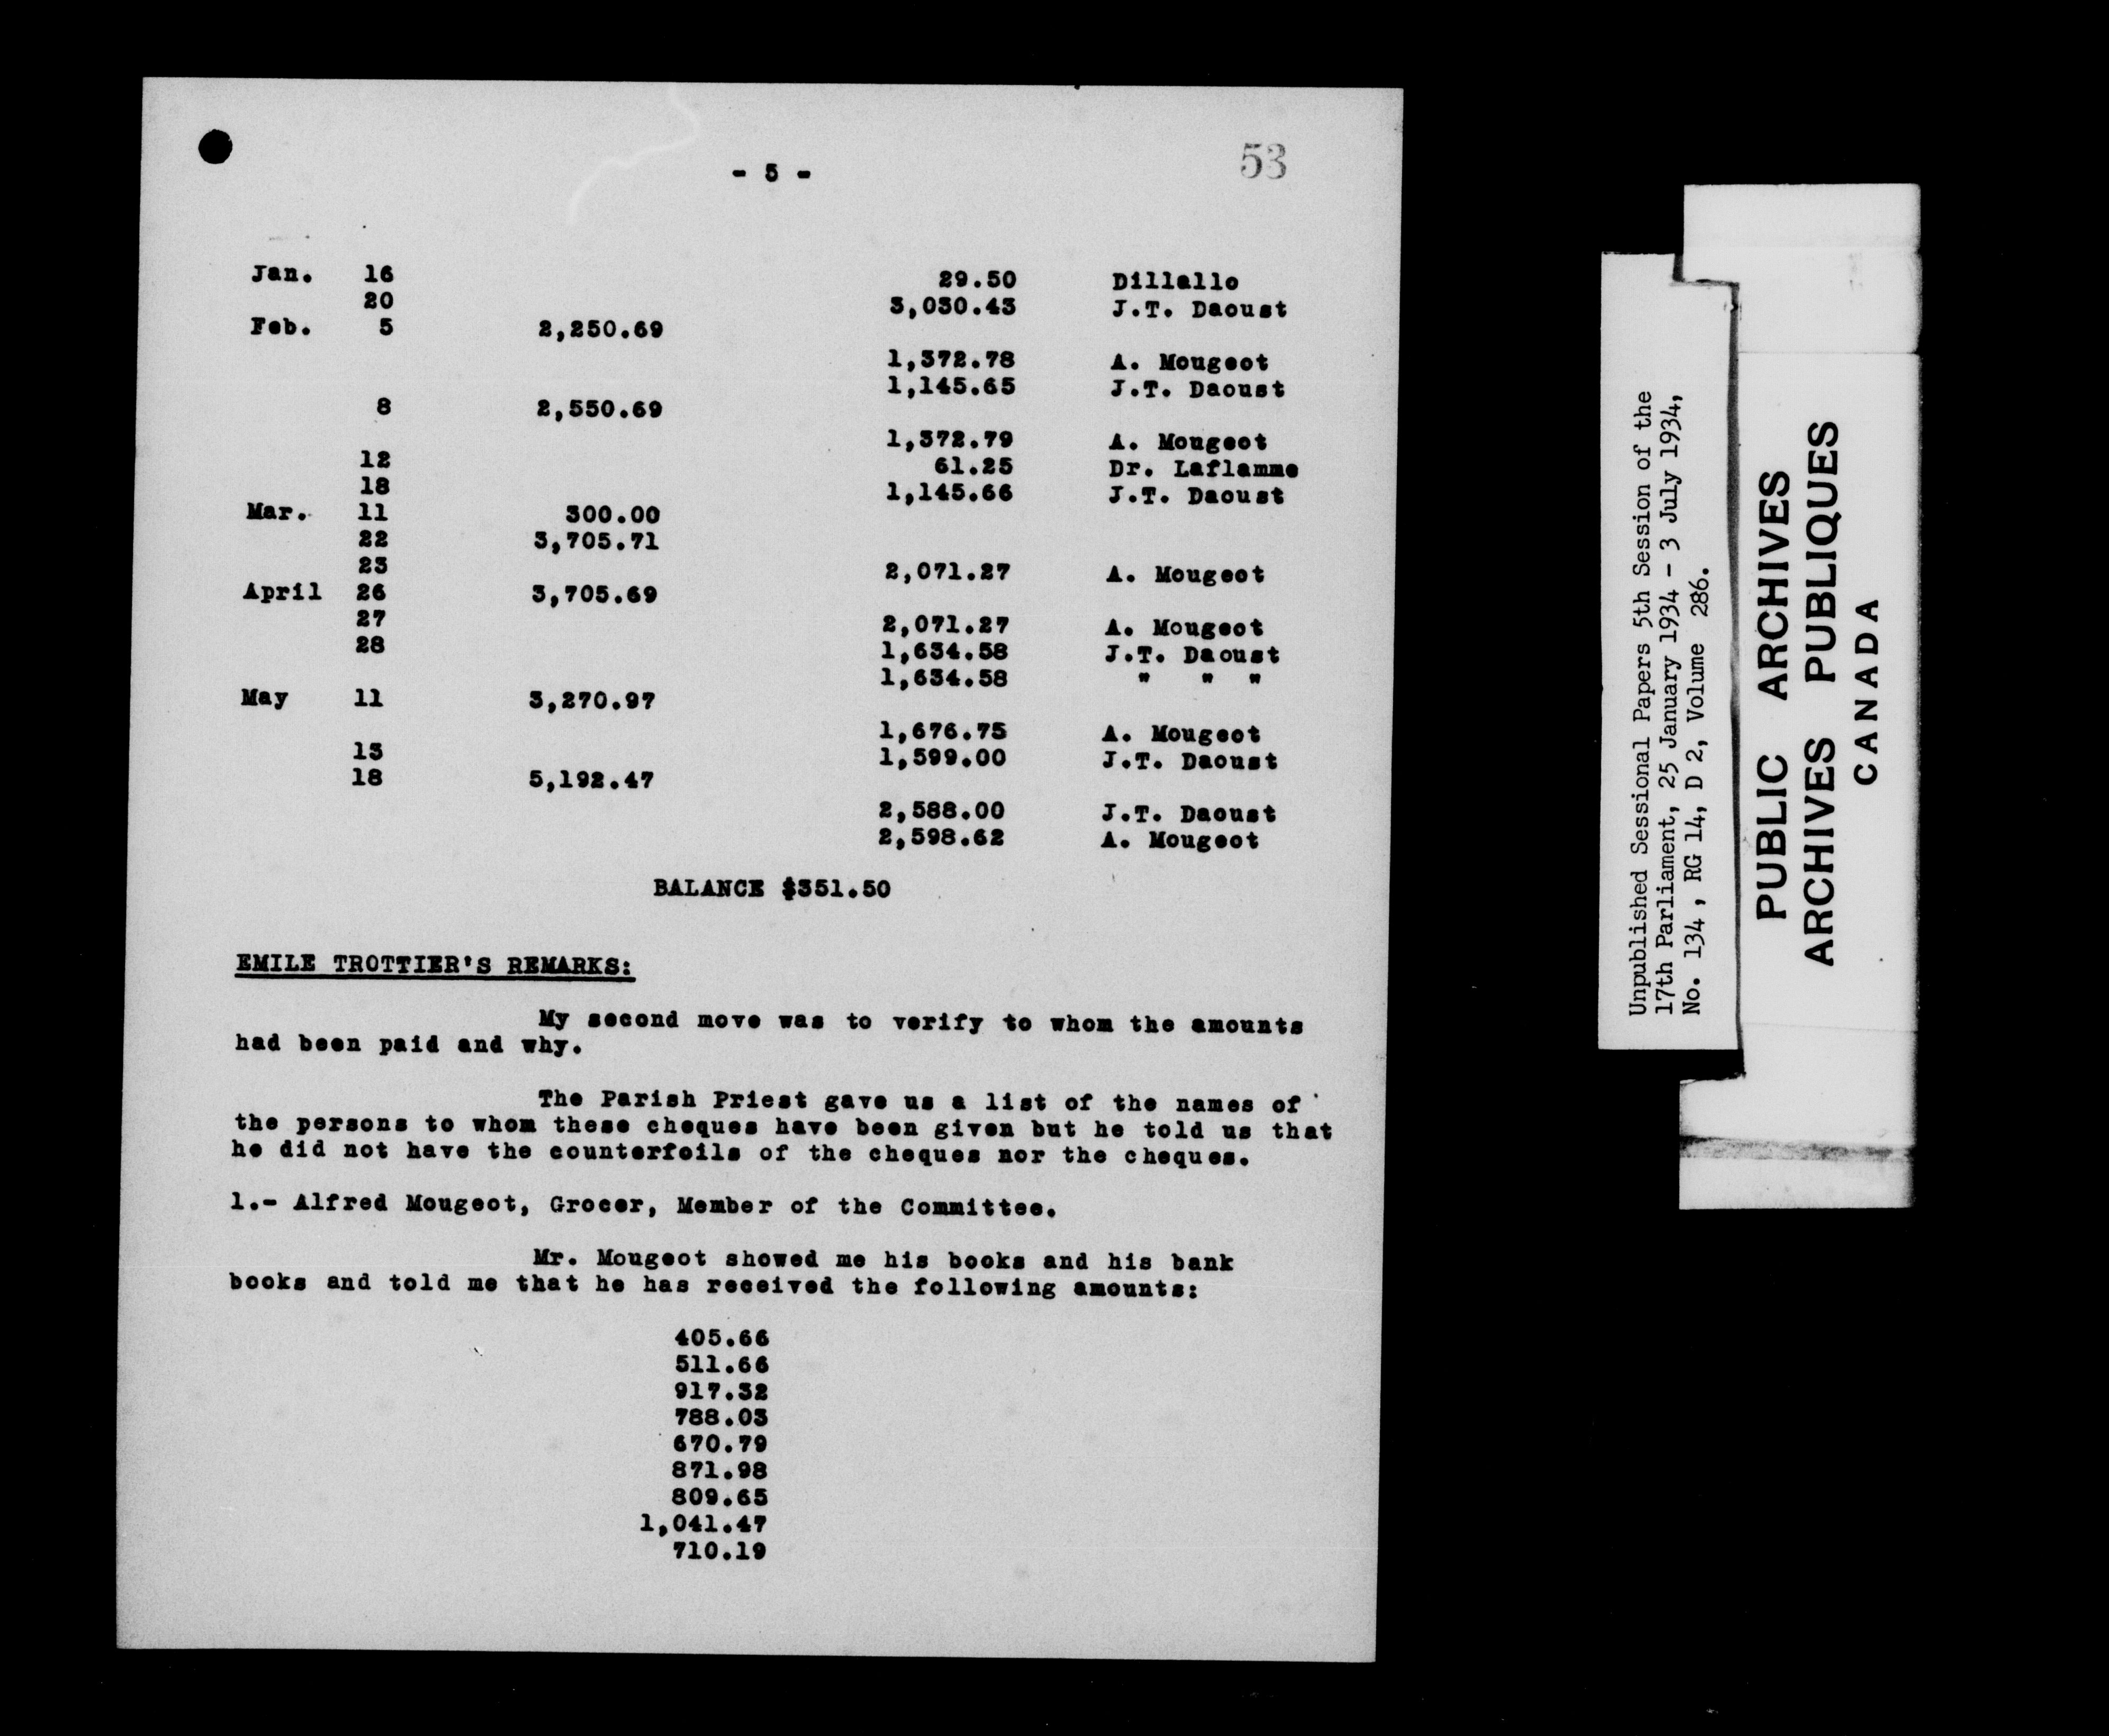 - 5 -
53
Jan. 16 29.50 Dillallo
20 3,030.43 J.T. Daoust
Feb. 5 2,250.69
1,372.78 A. Mougeot
1,145.65 J.T. Daoust
8 2,550.69
1,372.79 A. Mougeot
12 61.25 Dr. Laflamme
18 1,145.66 J.T. Daoust
Mar. 11 300.00
22 3,705.71
23 2,071.27 A. Mougeot
April 26 3,705.69
27 2,071.27 A. Mougeot
28 1,634.58 J.T. Daoust
1,634.58 " " "
May 11 3,270.97
1,676.75 A. Mougeot
13 1,599.00 J.T. Daoust
18 5,192.47
2,588.00 J.T. Daoust
2,598.62 A. Mougeot
BALANCE $351.50
EMILE TROTTIER'S REMARKS:
My second move was to verify to whom the amounts
had been paid and why.
The Parish Priest gave us a list of the names of
the persons to whom these cheques have been given but he told us that
he did not have the counterfoils of the cheques nor the cheques.
1.- Alfred Mougeot, Grocer, Member of the Committee.
Mr. Mougeot showed me his books and his bank
books and told me that he has received the following amounts:
405.66
511.66
917.32
788.03
670.79
871.98
809.65
1,041.47
710.19
Unpublished Sessional Papers 5th Session of the
17th Parliament, 25 January 1934 - 3 July 1934,
No. 134 , RG 14, D 2, Volume 286.
PUBLIC ARCHIVES
ARCHIVES PUBLIQUES
CANADA